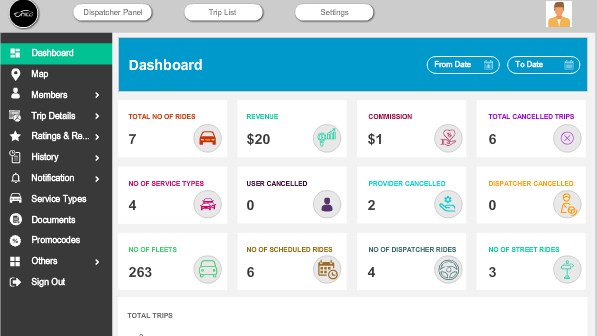 Dispatcher Panel
Trip List
Settings
Dashboard
Map
Members
Trip Details
Ratings & Re...
History
Notification
Service Types
Documents
Promocodes
Others
Sign Out
Dashboard
From Date
To Date
TOTAL NO OF RIDES
7
REVENUE
$20
COMMISSION
$1
TOTAL CANCELLED TRIPS
6
NO OF SERVICE TYPES
4
USER CANCELLED
0
PROVIDER CANCELLED
2
DISPATCHER CANCELLED
0
NO OF FLEETS
263
NO OF SCHEDULED RIDES
6
NO OF DISPATCHER RIDES
4
NO OF STREET RIDES
3
TOTAL TRIPS